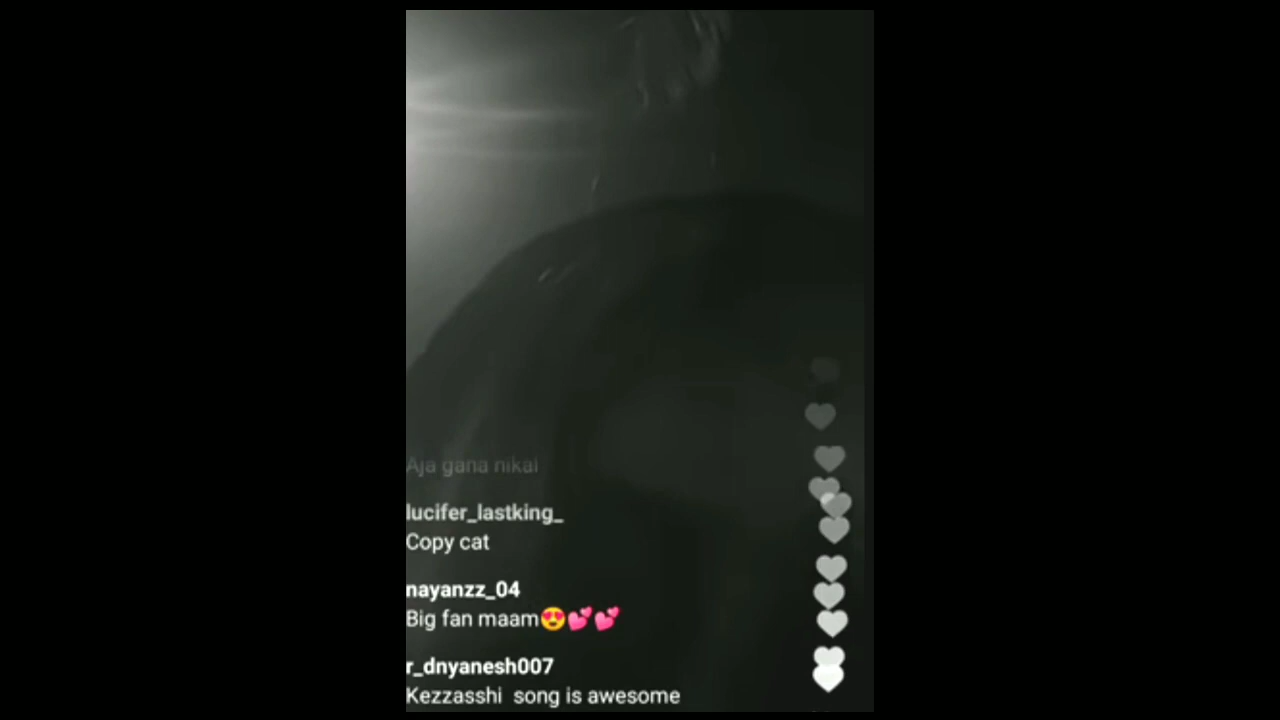 Aja gana nikal
lucifer_lastking_
Copy cat
nayanzz_04
Big fan maam😍💕💕
r_dnyanesh007
Kezzasshi song is awesome